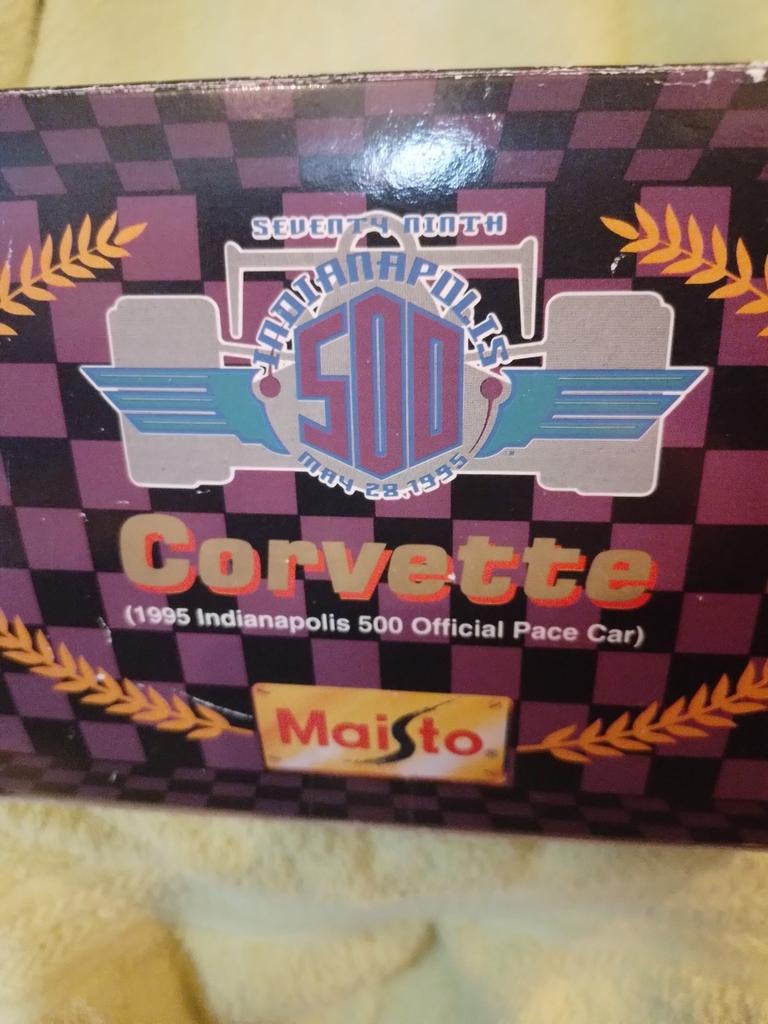 SEVENTY NINTH
INDIANAPOLIS
500
MAY 28, 1995
Corvette
(1995 Indianapolis 500 Official Pace Car)
Maisto®